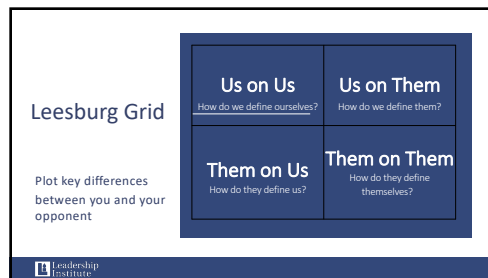 Leesburg Grid
Plot key differences
between you and your
opponent
Us on Us
How do we define ourselves?
Us on Them
How do we define them?
Them on Us
How do they define us?
Them on Them
How do they define
themselves?
Leadership
Institute